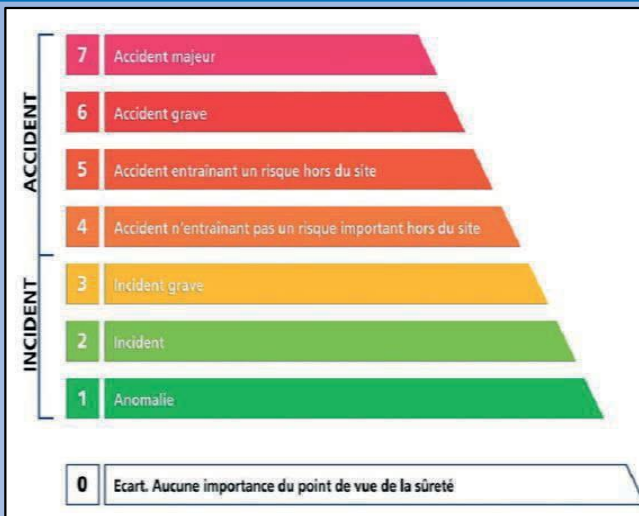 ACCIDENT
7 Accident majeur
6 Accident grave
5 Accident entraînant un risque hors du site
4 Accident n'entraînant pas un risque important hors du site
INCIDENT
3 Incident grave
2 Incident
1 Anomalie
0 Ecart. Aucune importance du point de vue de la sûreté